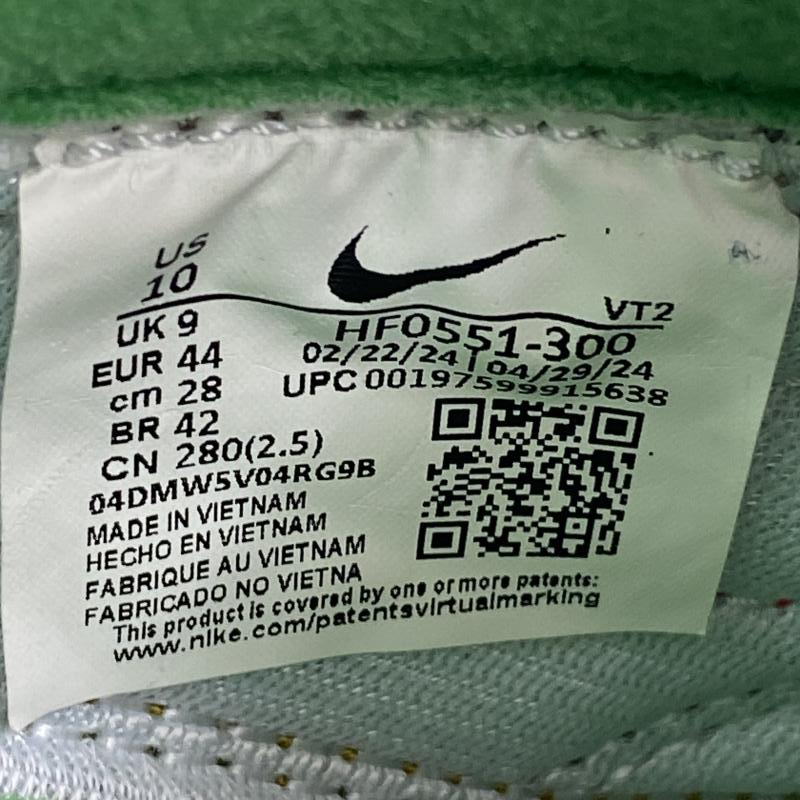 US
10
VT2
UK 9
HF0551-300
EUR 44
02/22/24 | 04/29/24
cm 28
UPC 00197599915638
BR 42
CN 280(2.5)
04DMW5V04RG9B
MADE IN VIETNAM
HECHO EN VIETNAM
FABRIQUE AU VIETNAM
FABRICADO NO VIETNA
This product is covered by one or more patents:
www.nike.com/patentsvirtualmarking